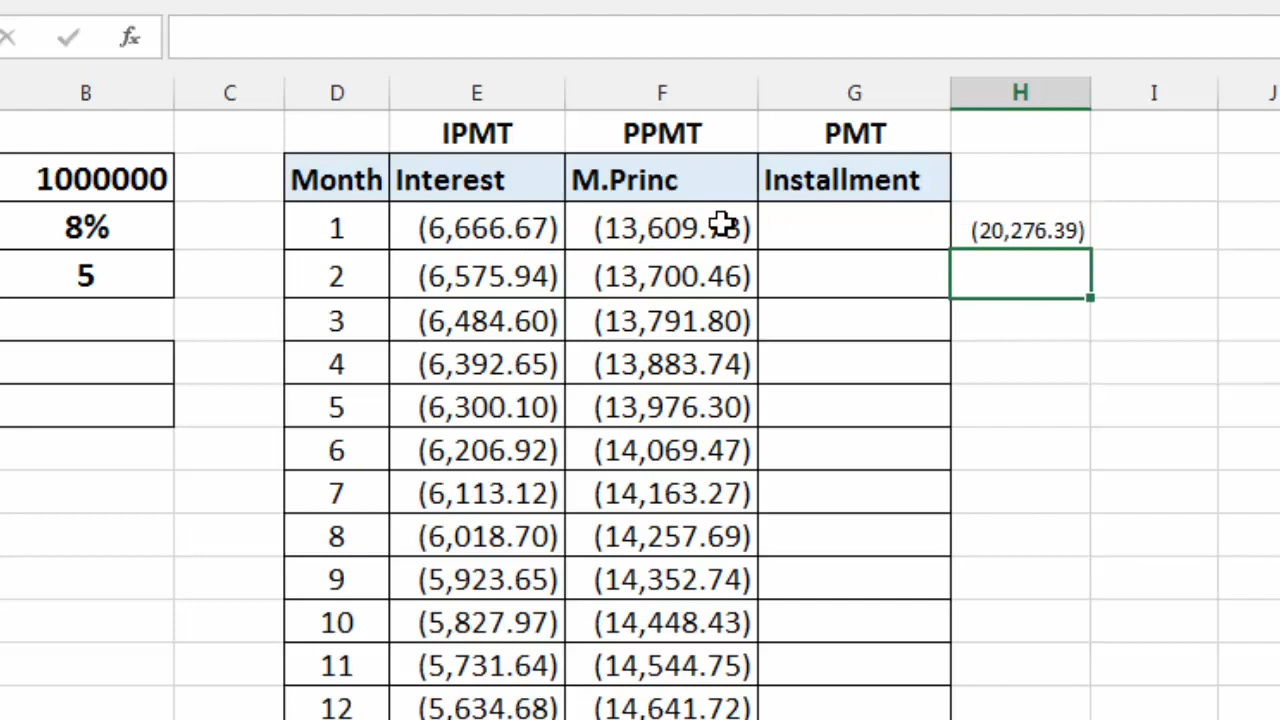 fx
B C D E F G H I J
IPMT PPMT PMT
1000000 Month Interest M.Princ Installment
8% 1 (6,666.67) (20,276.39)
5 2 (6,575.94) (13,700.46)
3 (6,484.60) (13,791.80)
4 (6,392.65) (13,883.74)
5 (6,300.10) (13,976.30)
6 (6,206.92) (14,069.47)
7 (6,113.12) (14,163.27)
8 (6,018.70) (14,257.69)
9 (5,923.65) (14,352.74)
10 (5,827.97) (14,448.43)
11 (5,731.64) (14,544.75)
12 (5,634.68) (14,641.72)